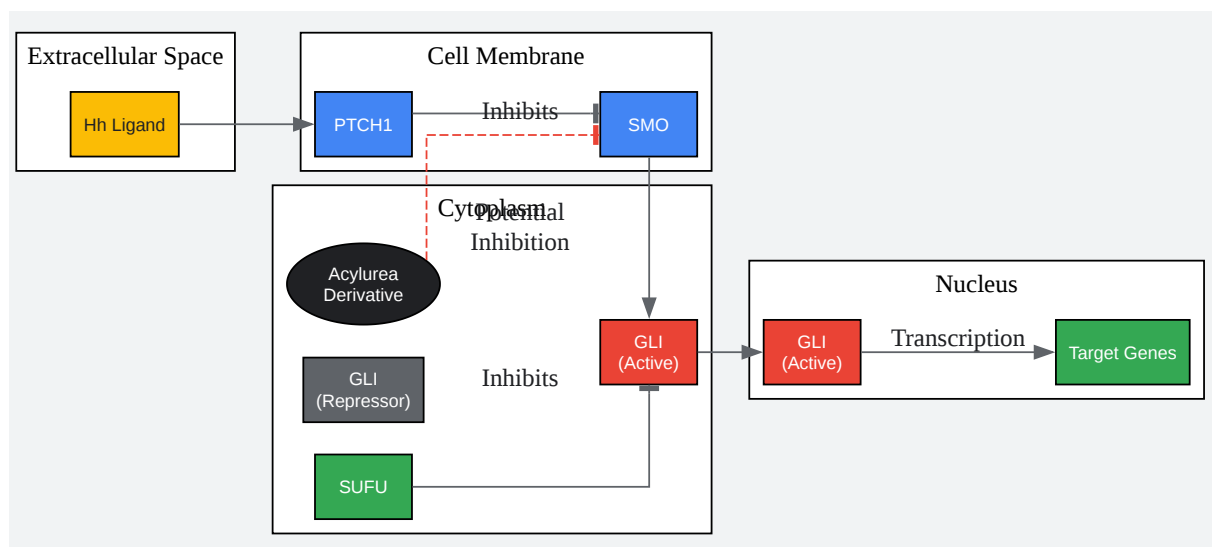 Extracellular Space
Hh Ligand
Cell Membrane
PTCH1
Inhibits
SMO
Cytoplasm
Potential
Inhibition
Acylurea
Derivative
GLI
(Repressor)
Inhibits
GLI
(Active)
SUFU
Nucleus
GLI
(Active)
Transcription
Target Genes